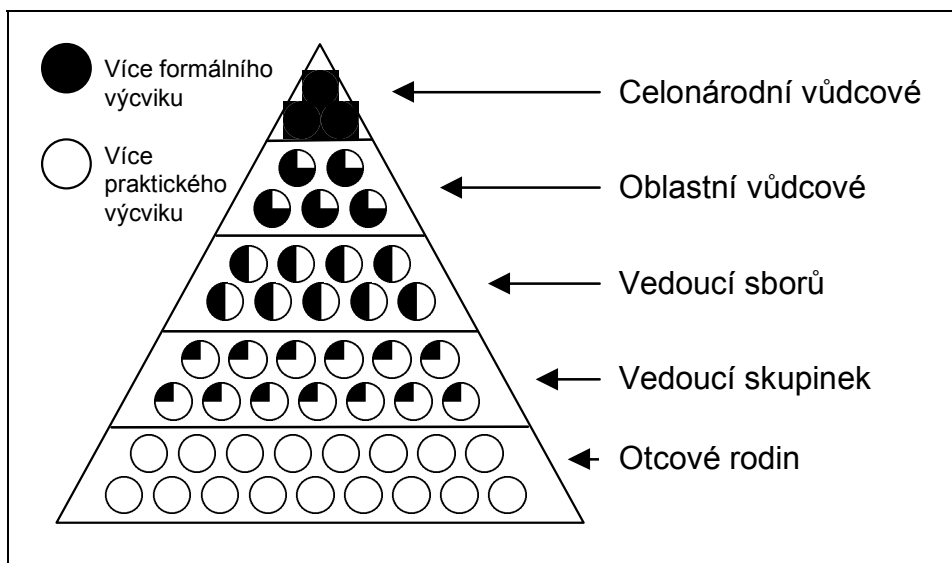 Více formálního
výcviku
Více
praktického
výcviku
Celonárodní vůdcové
Oblastní vůdcové
Vedoucí sborů
Vedoucí skupinek
Otcové rodin